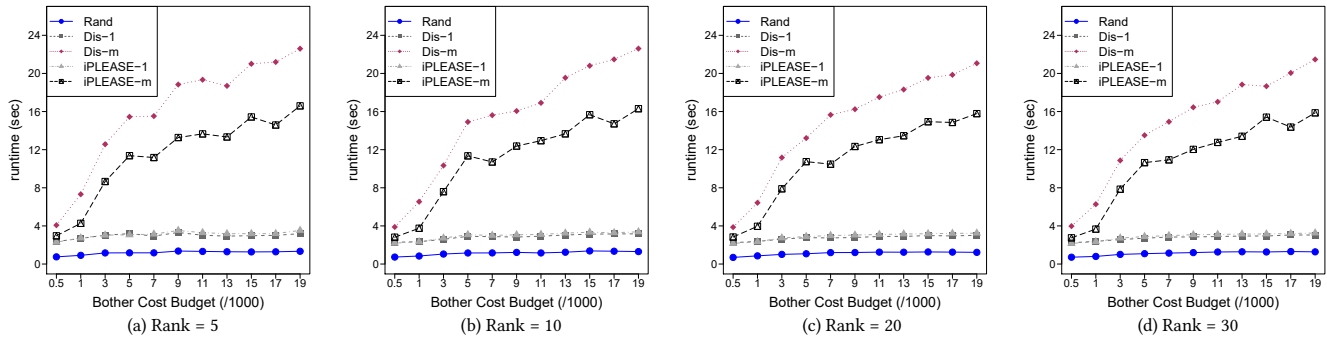 Rand
Dis−1
Dis−m
iPLEASE−1
iPLEASE−m
runtime (sec)
24
20
16
12
8
4
0
0.5 1 3 5 7 9 11 13 15 17 19
Bother Cost Budget (/1000)
(a) Rank = 5
Rand
Dis−1
Dis−m
iPLEASE−1
iPLEASE−m
runtime (sec)
24
20
16
12
8
4
0
0.5 1 3 5 7 9 11 13 15 17 19
Bother Cost Budget (/1000)
(b) Rank = 10
Rand
Dis−1
Dis−m
iPLEASE−1
iPLEASE−m
runtime (sec)
24
20
16
12
8
4
0
0.5 1 3 5 7 9 11 13 15 17 19
Bother Cost Budget (/1000)
(c) Rank = 20
Rand
Dis−1
Dis−m
iPLEASE−1
iPLEASE−m
runtime (sec)
24
20
16
12
8
4
0
0.5 1 3 5 7 9 11 13 15 17 19
Bother Cost Budget (/1000)
(d) Rank = 30